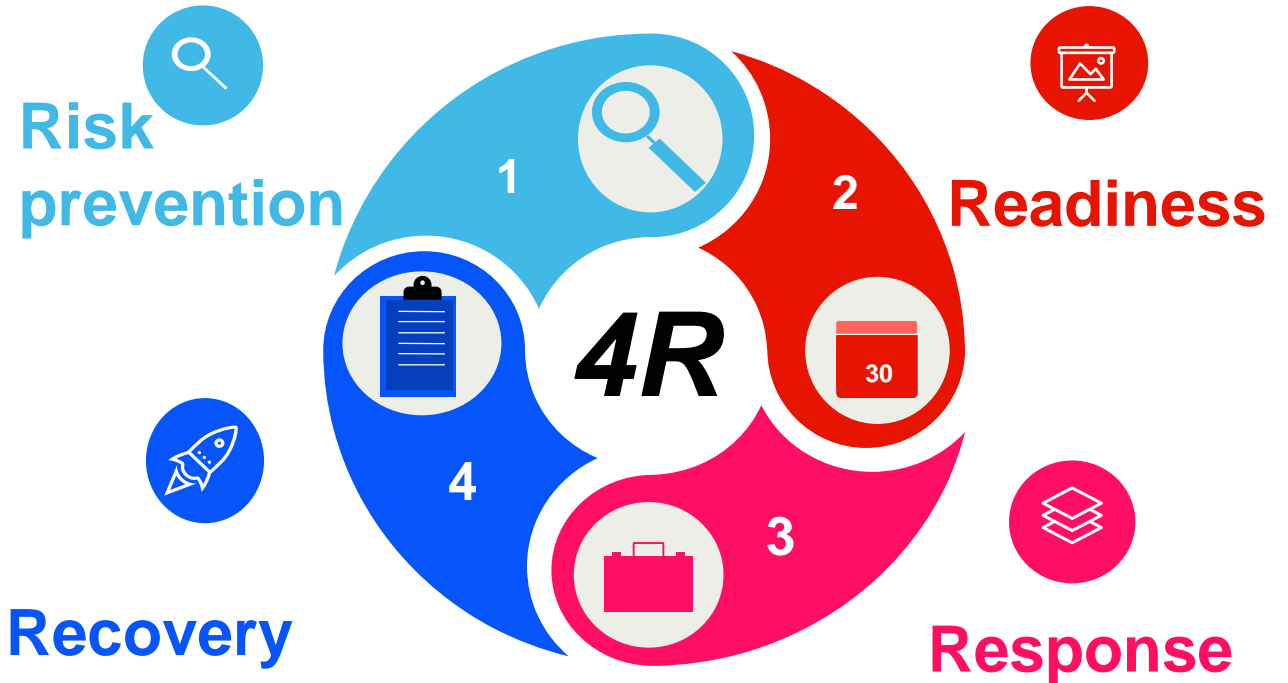 Risk
prevention
1
2
Readiness
4R
30
4
3
Recovery
Response